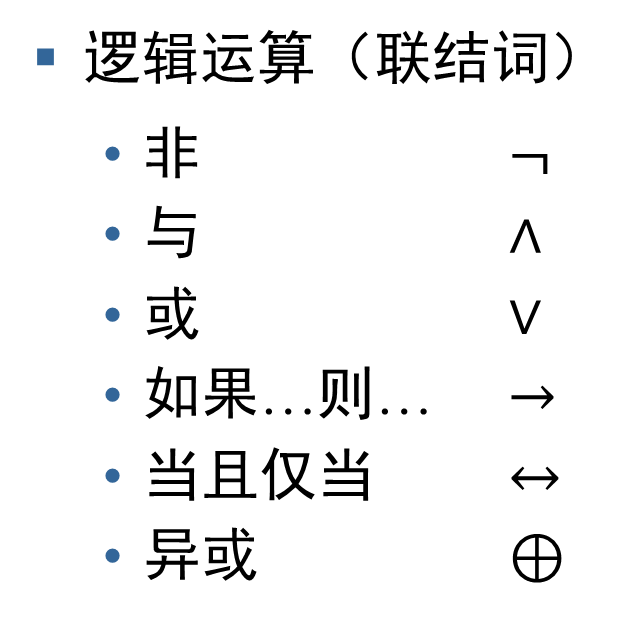 ▪ 逻辑运算（联结词）
• 非 ¬
• 与 ∧
• 或 ∨
• 如果…则… →
• 当且仅当 ↔
• 异或 ⊕